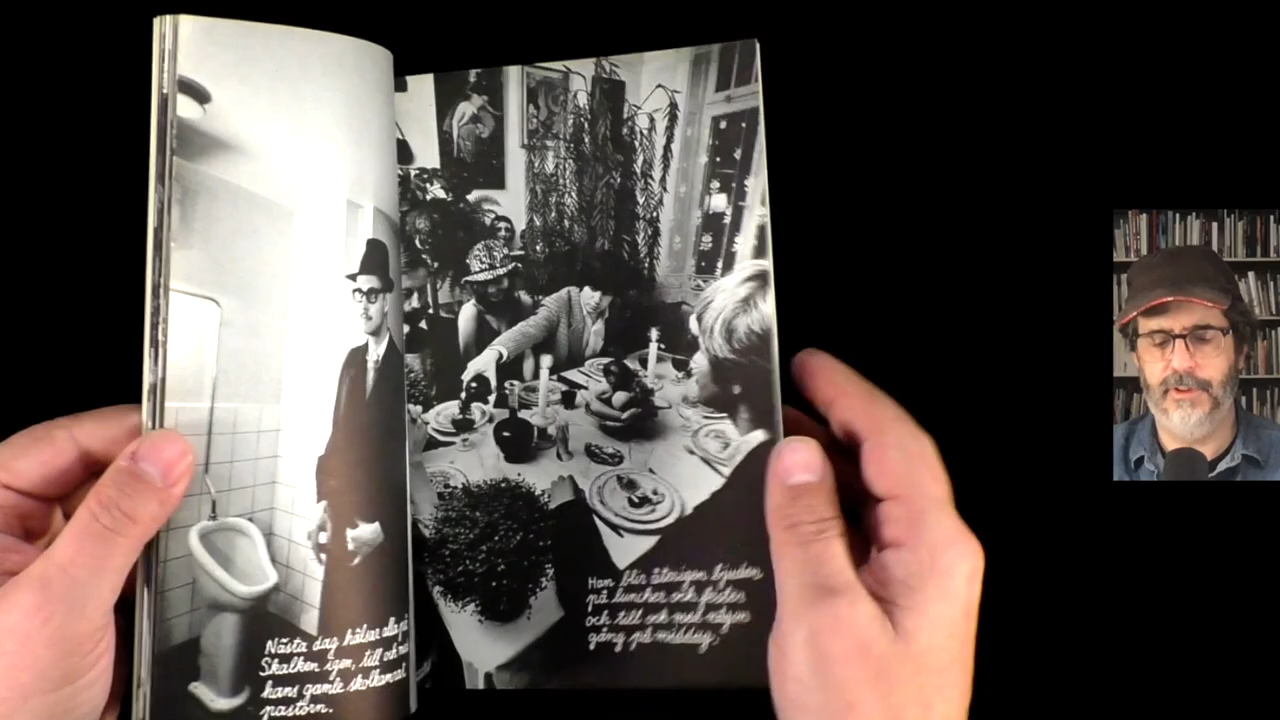 Nästa dag hälsar alla på
Skalken igen, till och med
hans gamle skolkamrat
pastorn.
Han blir återigen bjuden
på luncher och fester
och till och med någon
gång på middag.